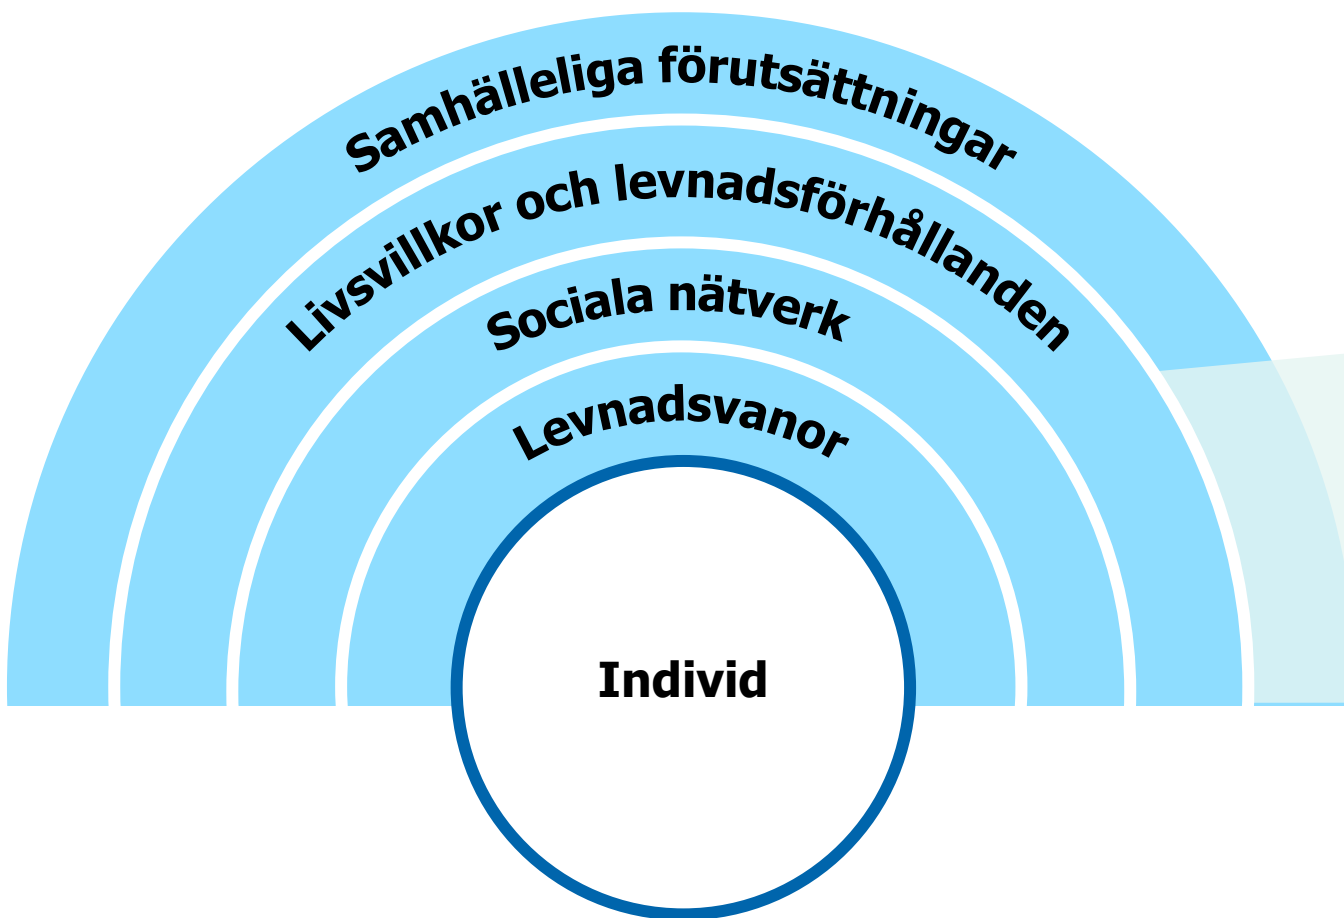 Samhälleliga förutsättningar
Livsvillkor och levnadsförhållanden
Sociala nätverk
Levnadsvanor
Individ